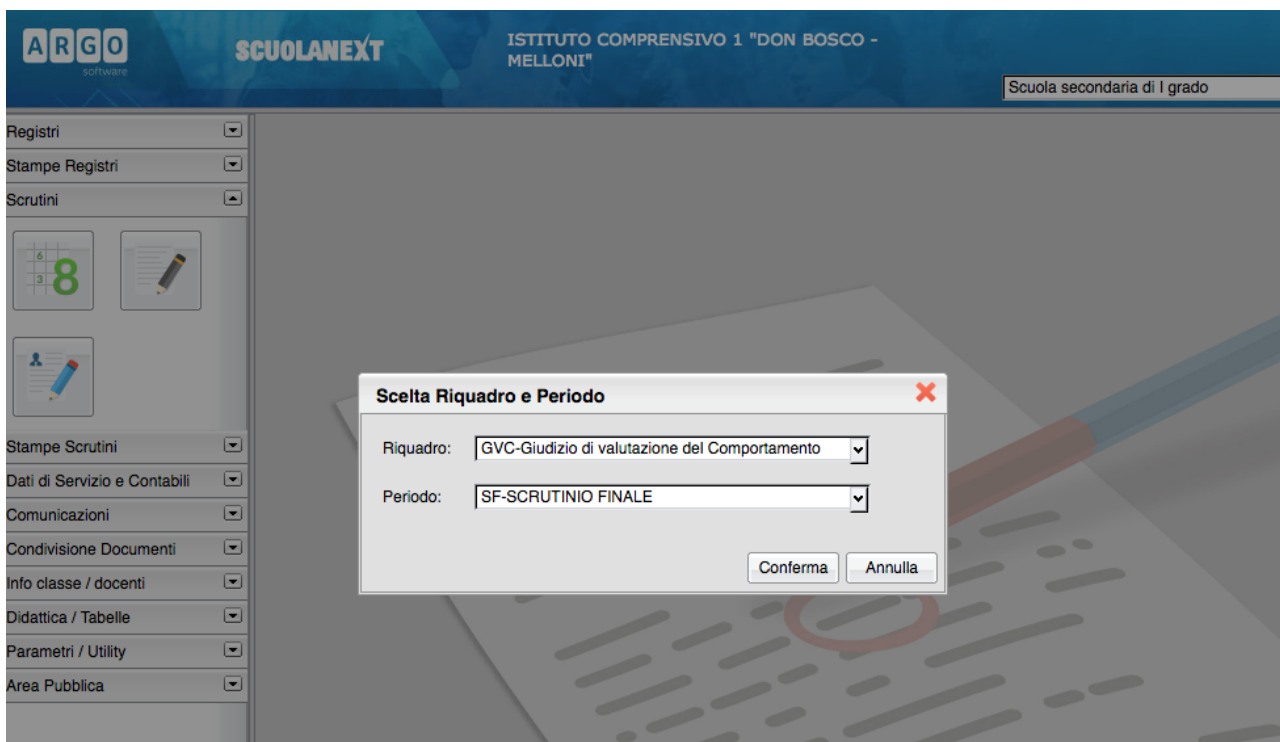 ARGO
software
SCUOLANEXT
ISTITUTO COMPRENSIVO 1 "DON BOSCO -
MELLONI"
Scuola secondaria di I grado
Registri
Stampe Registri
Scrutini
6
3 8
Stampe Scrutini
Dati di Servizio e Contabili
Comunicazioni
Condivisione Documenti
Info classe / docenti
Didattica / Tabelle
Parametri / Utility
Area Pubblica
Scelta Riquadro e Periodo
Riquadro: GVC-Giudizio di valutazione del Comportamento
Periodo: SF-SCRUTINIO FINALE
Conferma Annulla